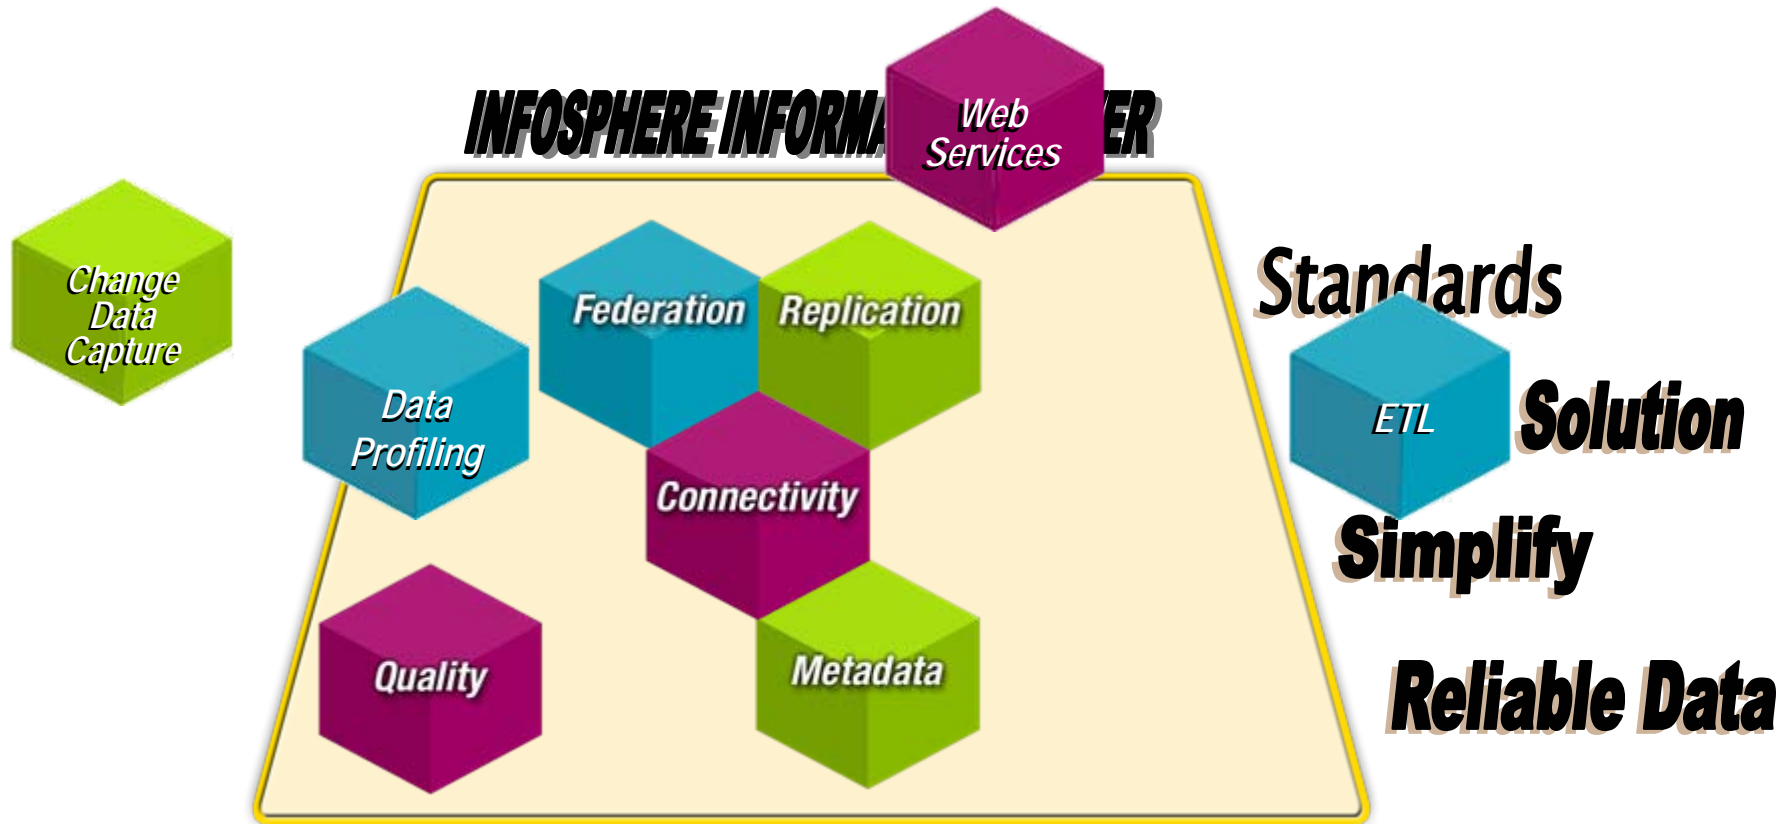 INFOSPHERE INFORMA
Web
Services
Change
Data
Capture
Federation
Replication
Standards
Data
Profiling
ETL
Solution
Connectivity
Simplify
Quality
Metadata
Reliable Data